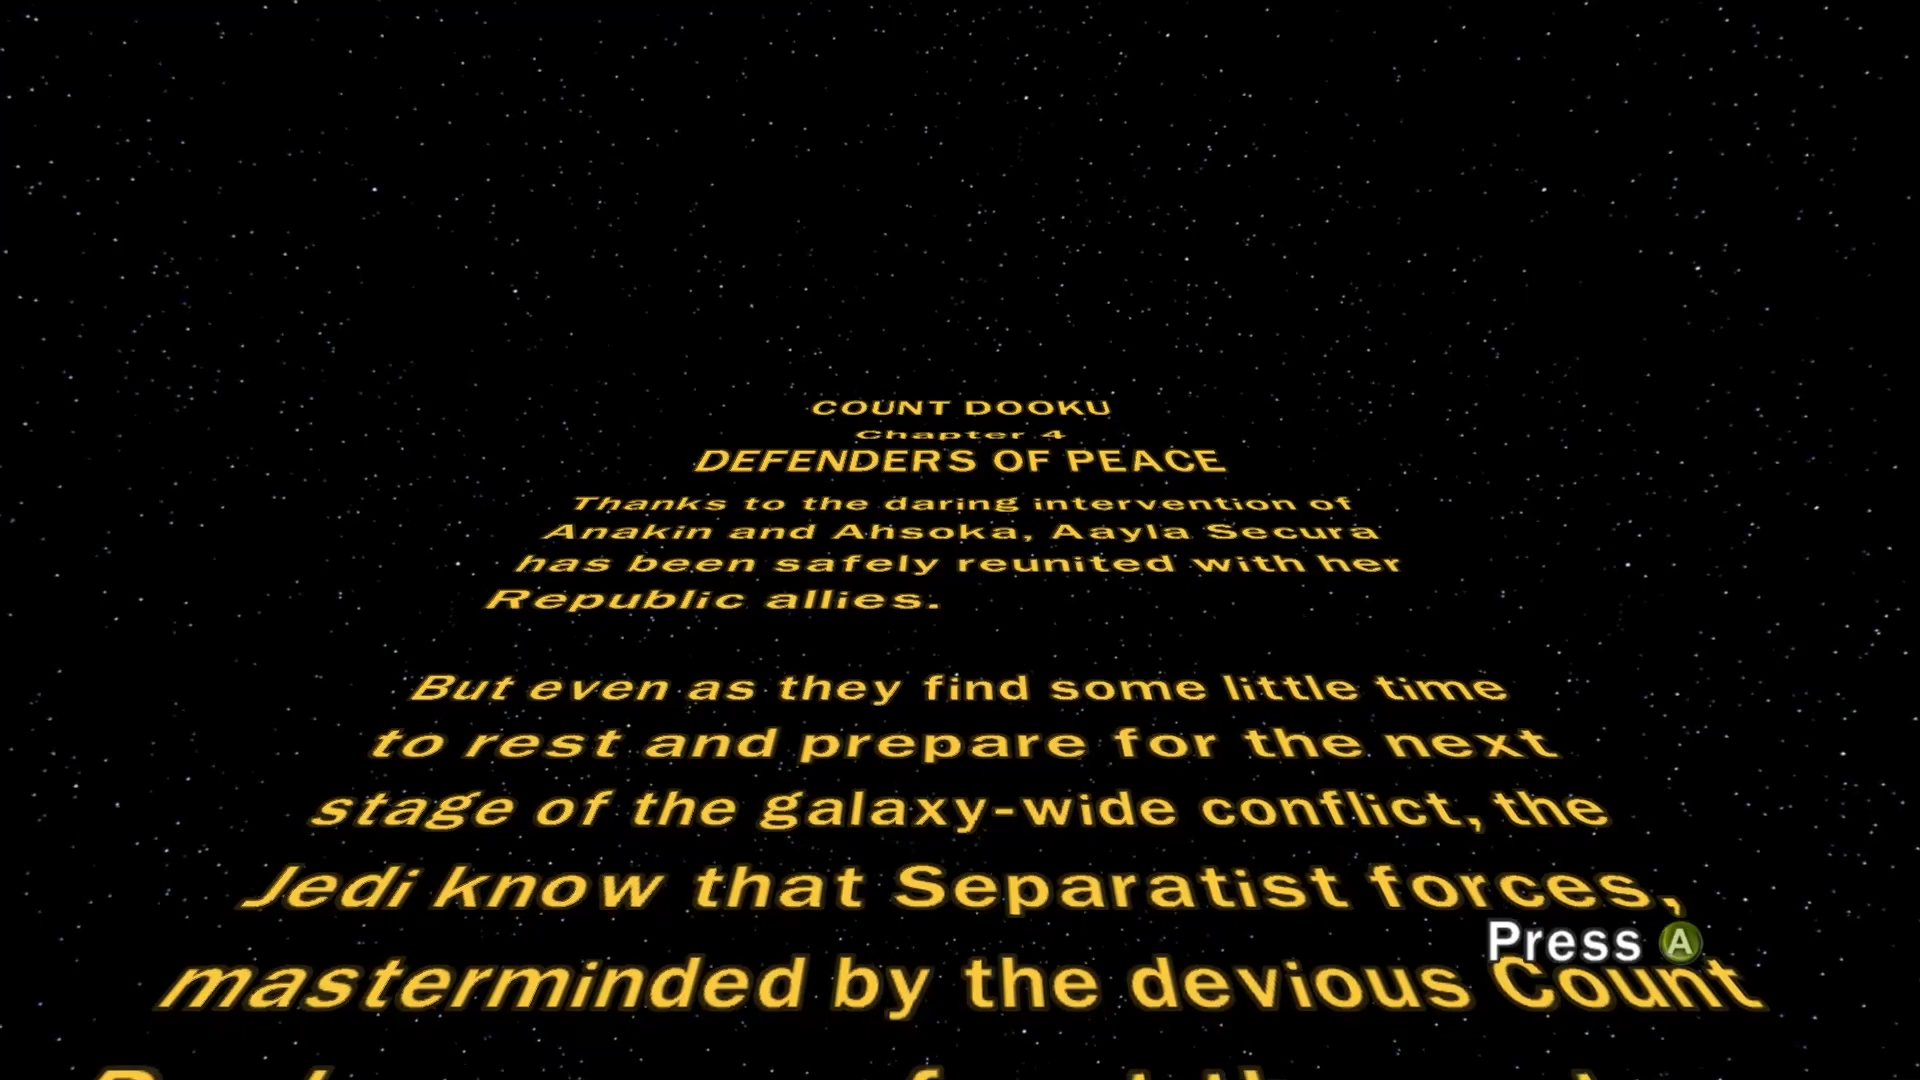 COUNT DOOKU
Chapter 4
DEFENDERS OF PEACE
Thanks to the daring intervention of
Anakin and Ahsoka, Aayla Secura
has been safely reunited with her
Republic allies.
But even as they find some little time
to rest and prepare for the next
stage of the galaxy-wide conflict, the
Jedi know that Separatist forces,
Press A
masterminded by the devious Count